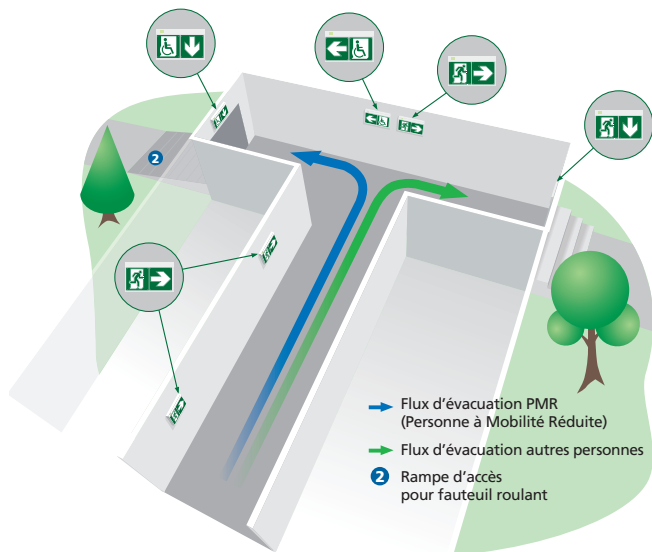 2
Flux d'évacuation PMR
(Personne à Mobilité Réduite)
Flux d'évacuation autres personnes
2 Rampe d'accès
pour fauteuil roulant